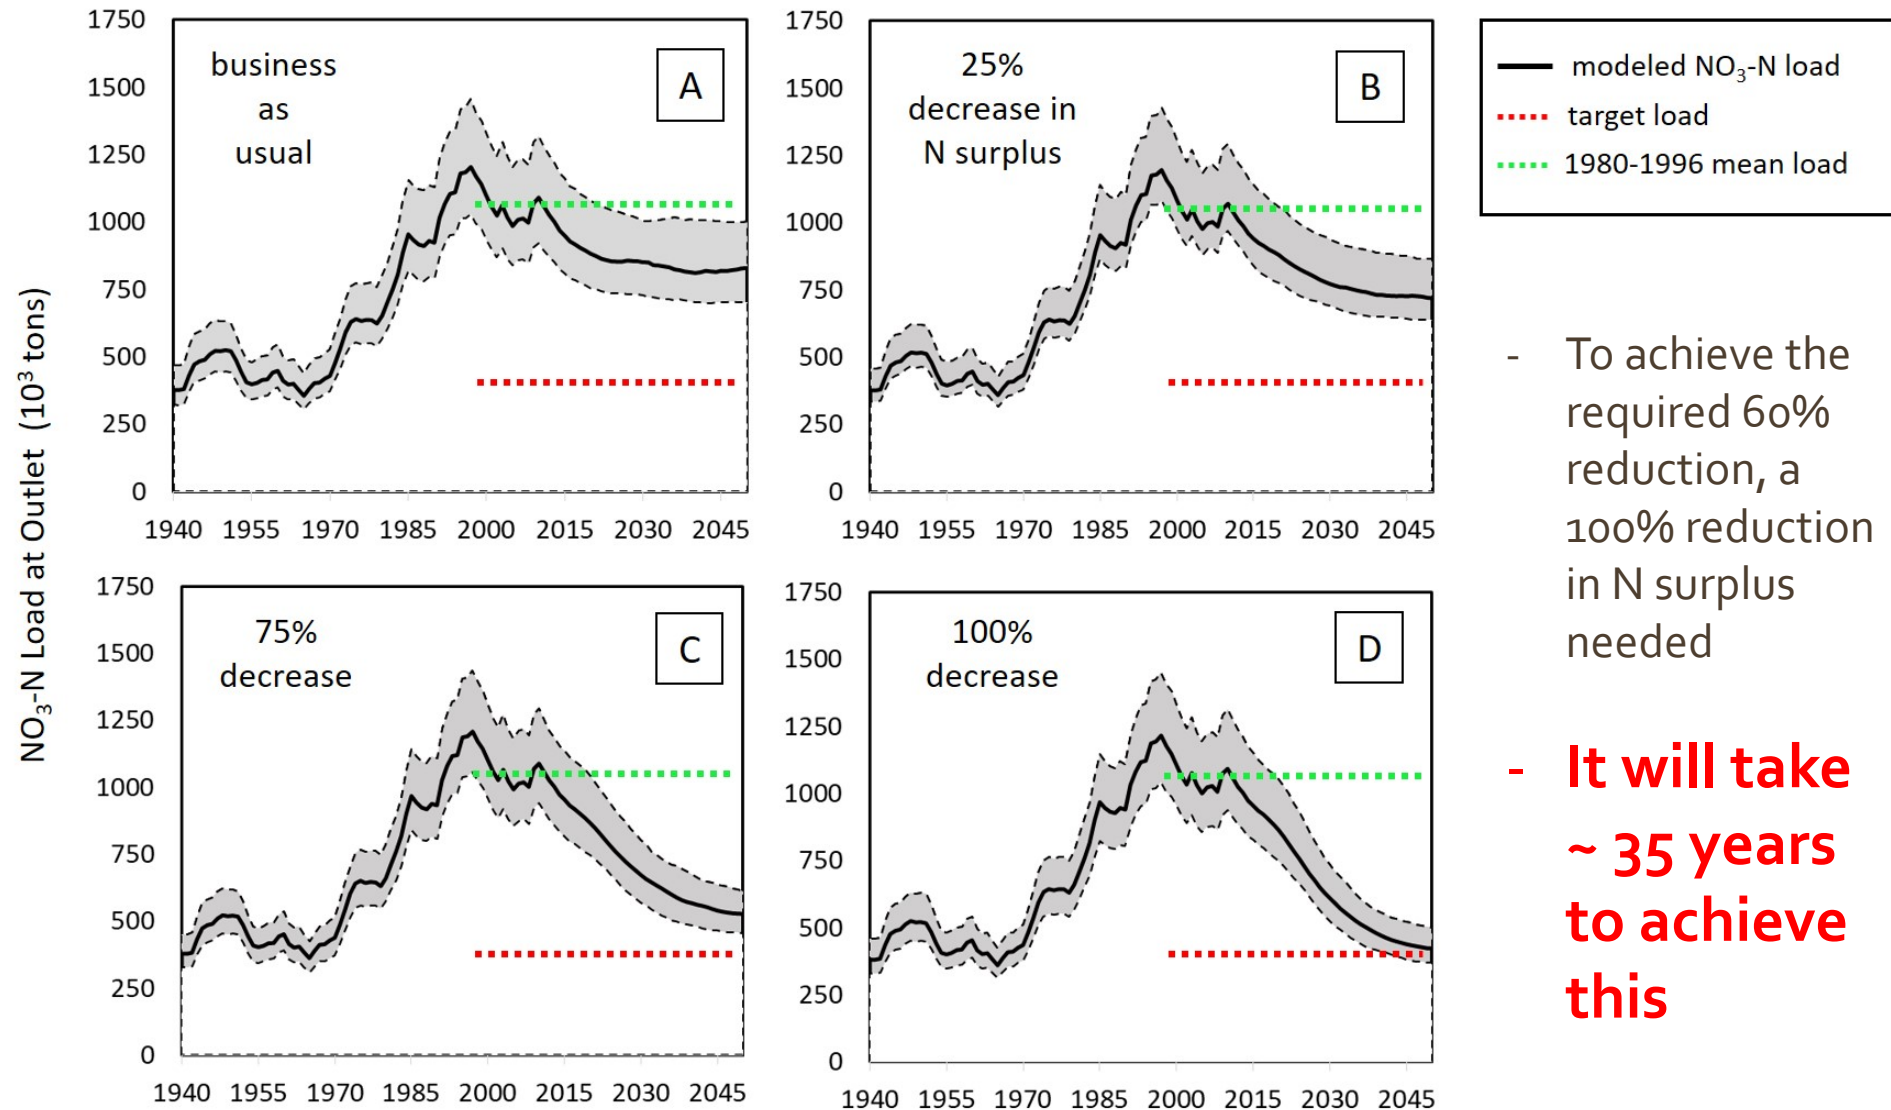 NO₃-N Load at Outlet (10³ tons)
1750
1500
1250
1000
750
500
250
0
business
as
usual
A
1940 1955 1970 1985 2000 2015 2030 2045
1750
1500
1250
1000
750
500
250
0
25%
decrease in
N surplus
B
1940 1955 1970 1985 2000 2015 2030 2045
modeled NO₃-N load
target load
1980-1996 mean load
1750
1500
1250
1000
750
500
250
0
75%
decrease
C
1940 1955 1970 1985 2000 2015 2030 2045
1750
1500
1250
1000
750
500
250
0
100%
decrease
D
1940 1955 1970 1985 2000 2015 2030 2045
- To achieve the
required 60%
reduction, a
100% reduction
in N surplus
needed
- It will take
~ 35 years
to achieve
this